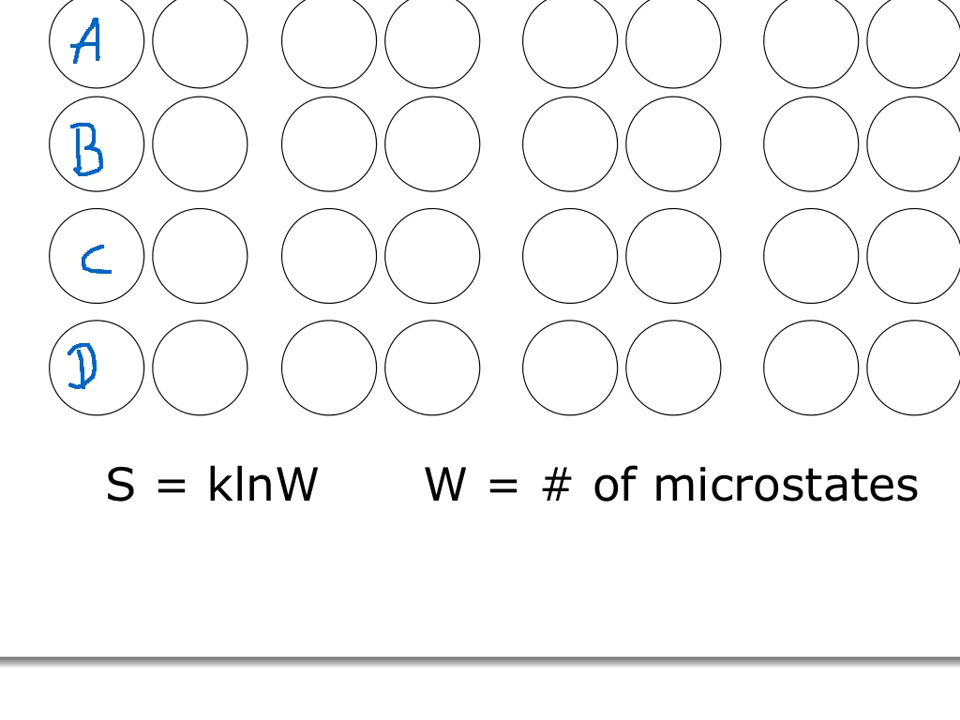 A
B
C
D
S = klnW W = # of microstates